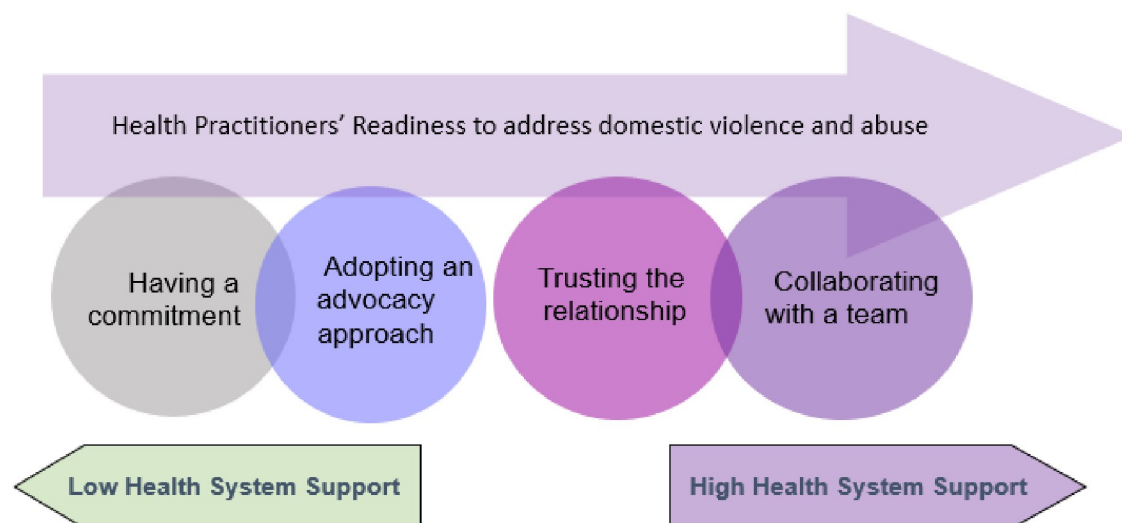 Health Practitioners’ Readiness to address domestic violence and abuse
Having a
commitment
Adopting an
advocacy
approach
Trusting the
relationship
Collaborating
with a team
Low Health System Support
High Health System Support